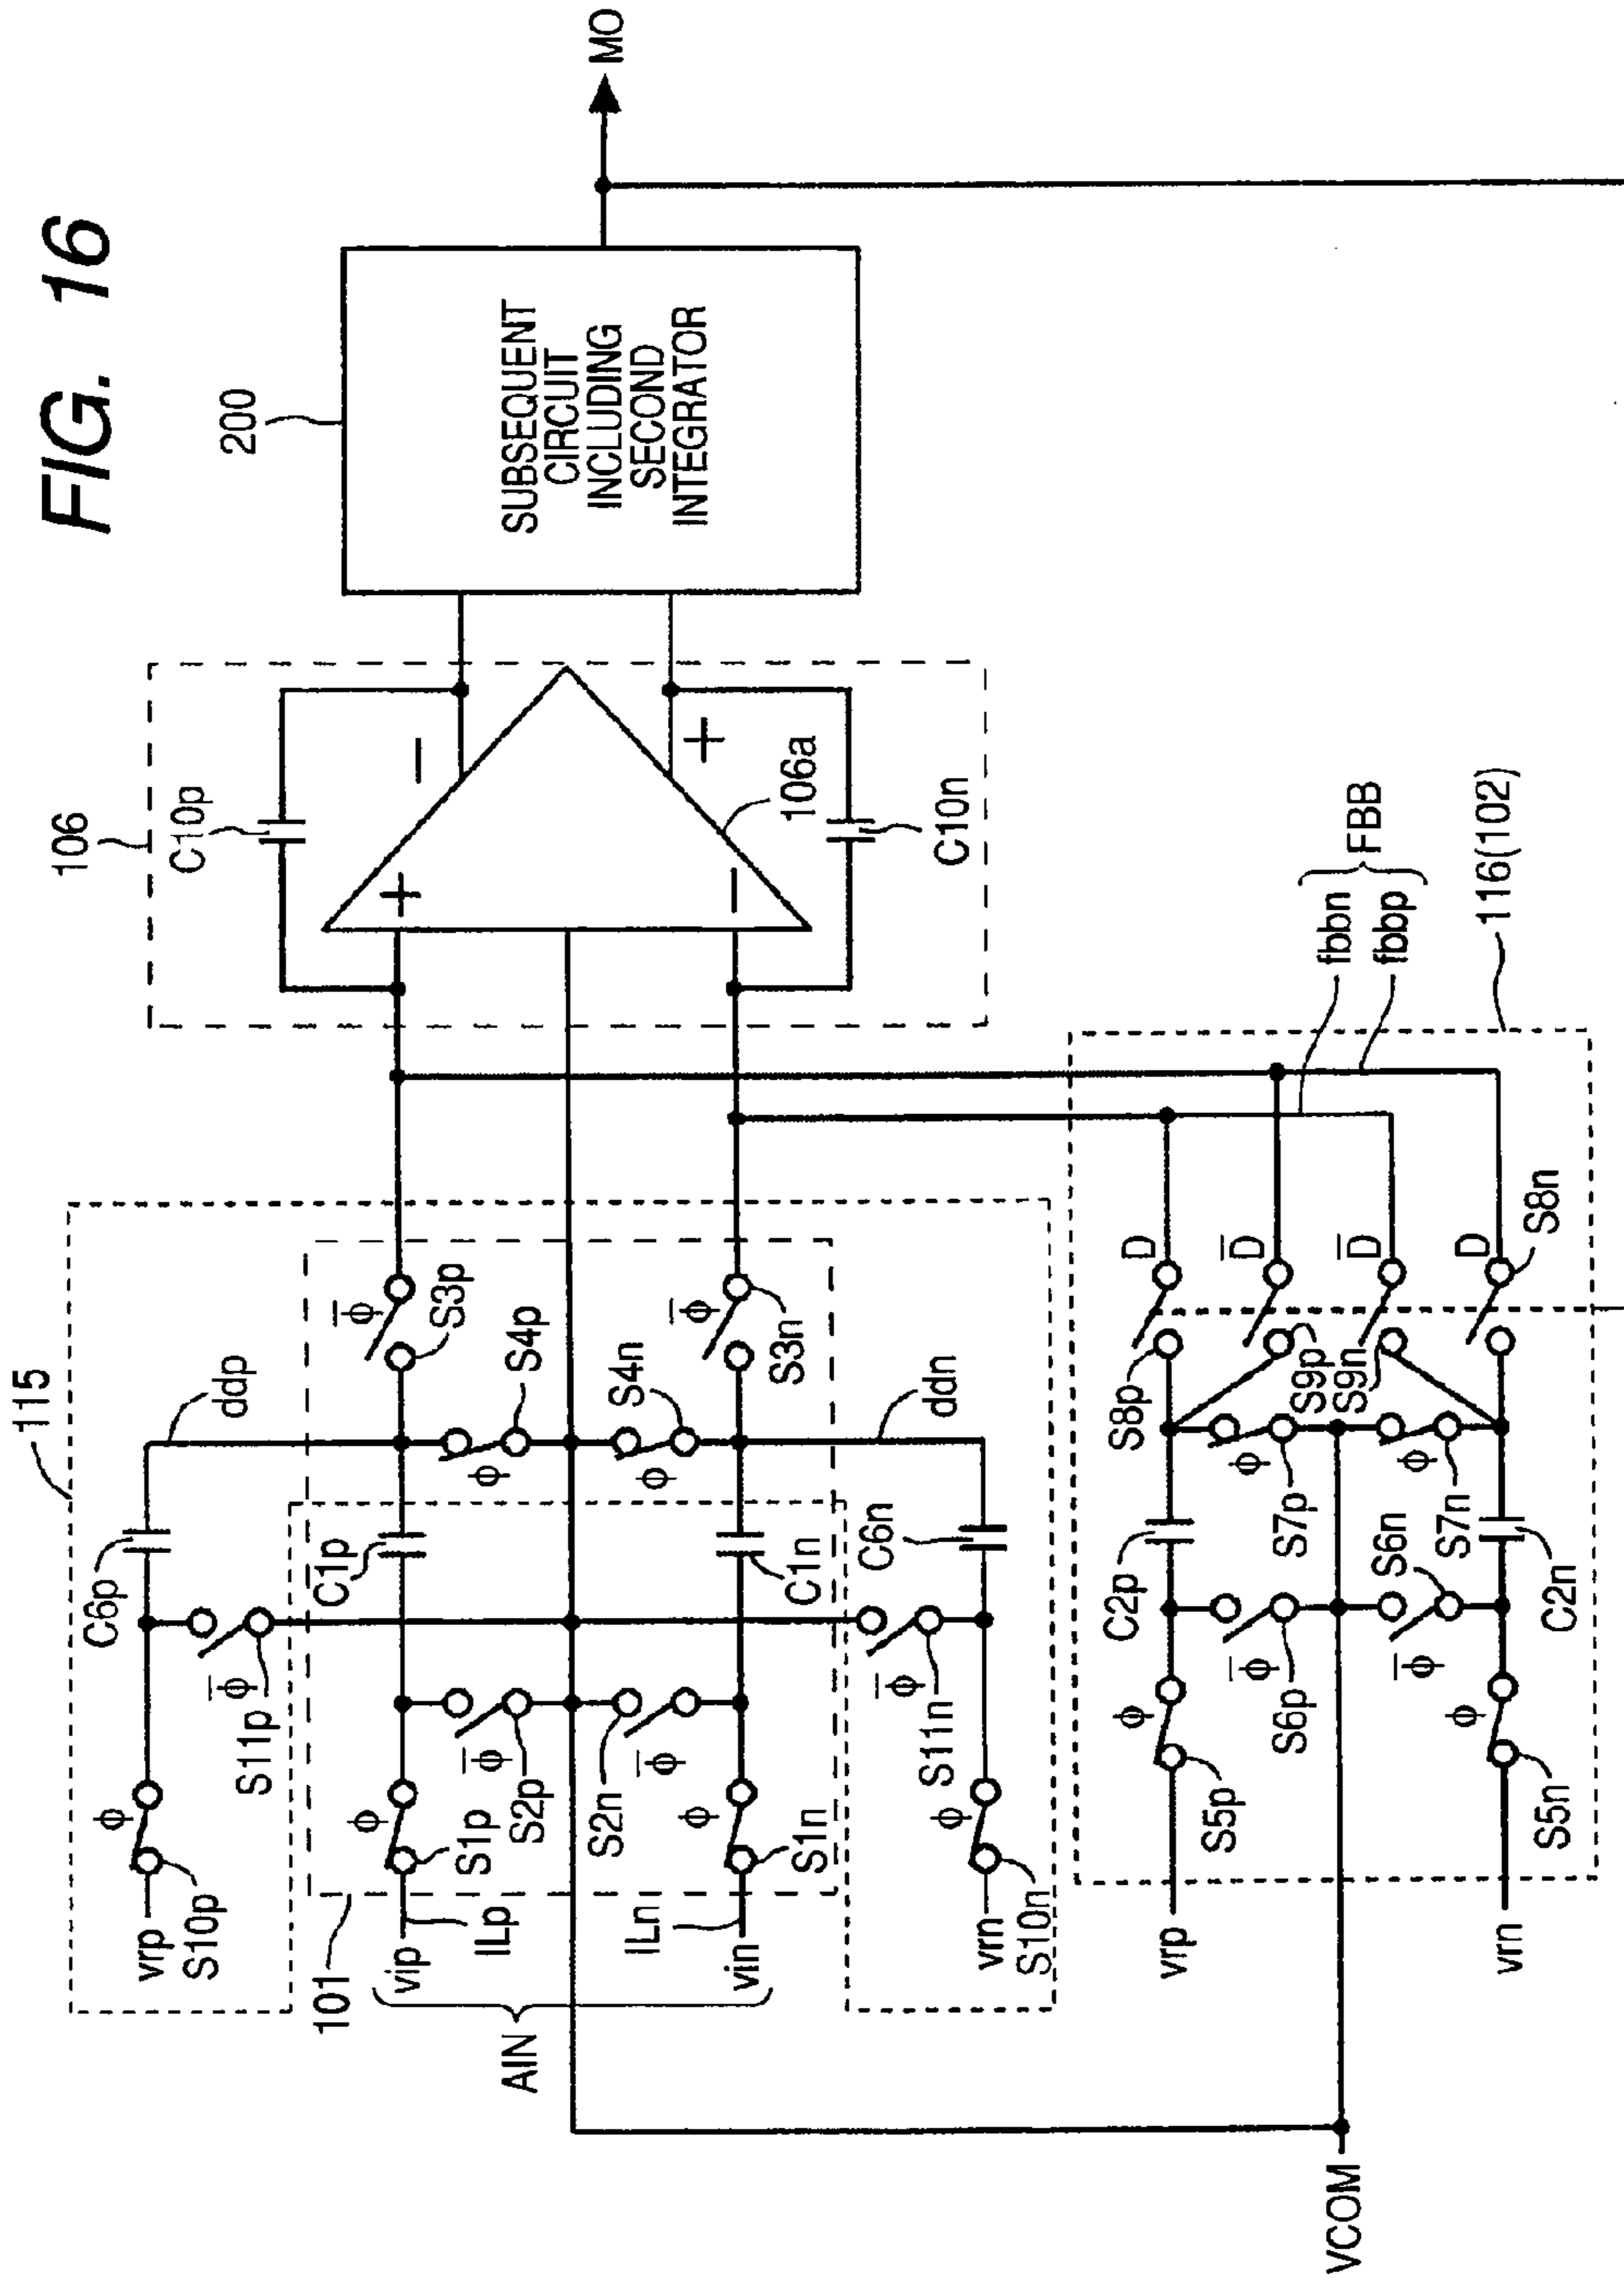 FIG. 16
115
C6p
ddp
vrp
S10p
ϕ
S11p
ϕ̅
106
C10p
200
SUBSEQUENT
CIRCUIT
INCLUDING
SECOND
INTEGRATOR
MO
101
vip
ILp
S1p
ϕ
C1p
ϕ̅
S3p
+
−
S2p
ϕ̅
S4p
ϕ
AIN
S2n
ϕ̅
S4n
ϕ
106a
vin
ILn
S1n
ϕ
C1n
ϕ̅
S3n
−
+
ddn
C10n
vrn
S10n
ϕ
S11n
ϕ̅
C6n
VCOM
vrp
S5p
ϕ
C2p
S8p
D
S6p
ϕ̅
S7p
ϕ
S9p
D̅
fbbn
fbbp
FBB
S6n
ϕ̅
S7n
ϕ
S9n
D̅
vrn
S5n
ϕ
C2n
D
S8n
116(102)